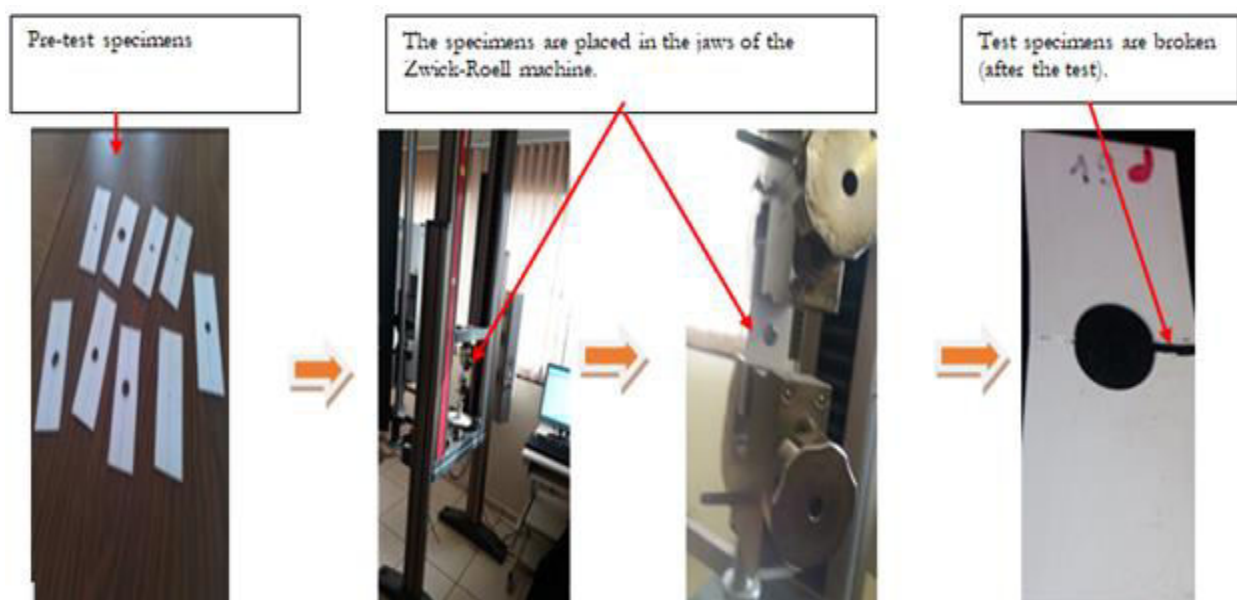 Pre-test specimens
The specimens are placed in the jaws of the
Zwick-Roell machine.
Test specimens are broken
(after the test).